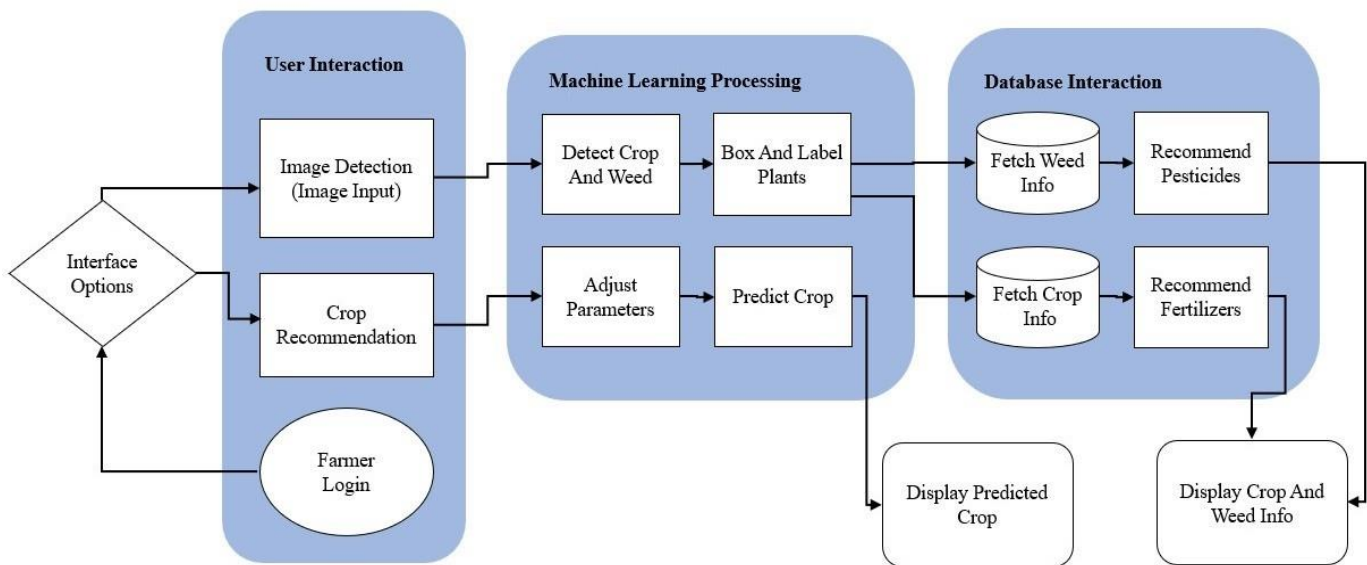 User Interaction
Image Detection
(Image Input)
Interface
Options
Crop
Recommendation
Farmer
Login
Machine Learning Processing
Detect Crop
And Weed
Box And Label
Plants
Adjust
Parameters
Predict Crop
Database Interaction
Fetch Weed
Info
Recommend
Pesticides
Fetch Crop
Info
Recommend
Fertilizers
Display Predicted
Crop
Display Crop And
Weed Info